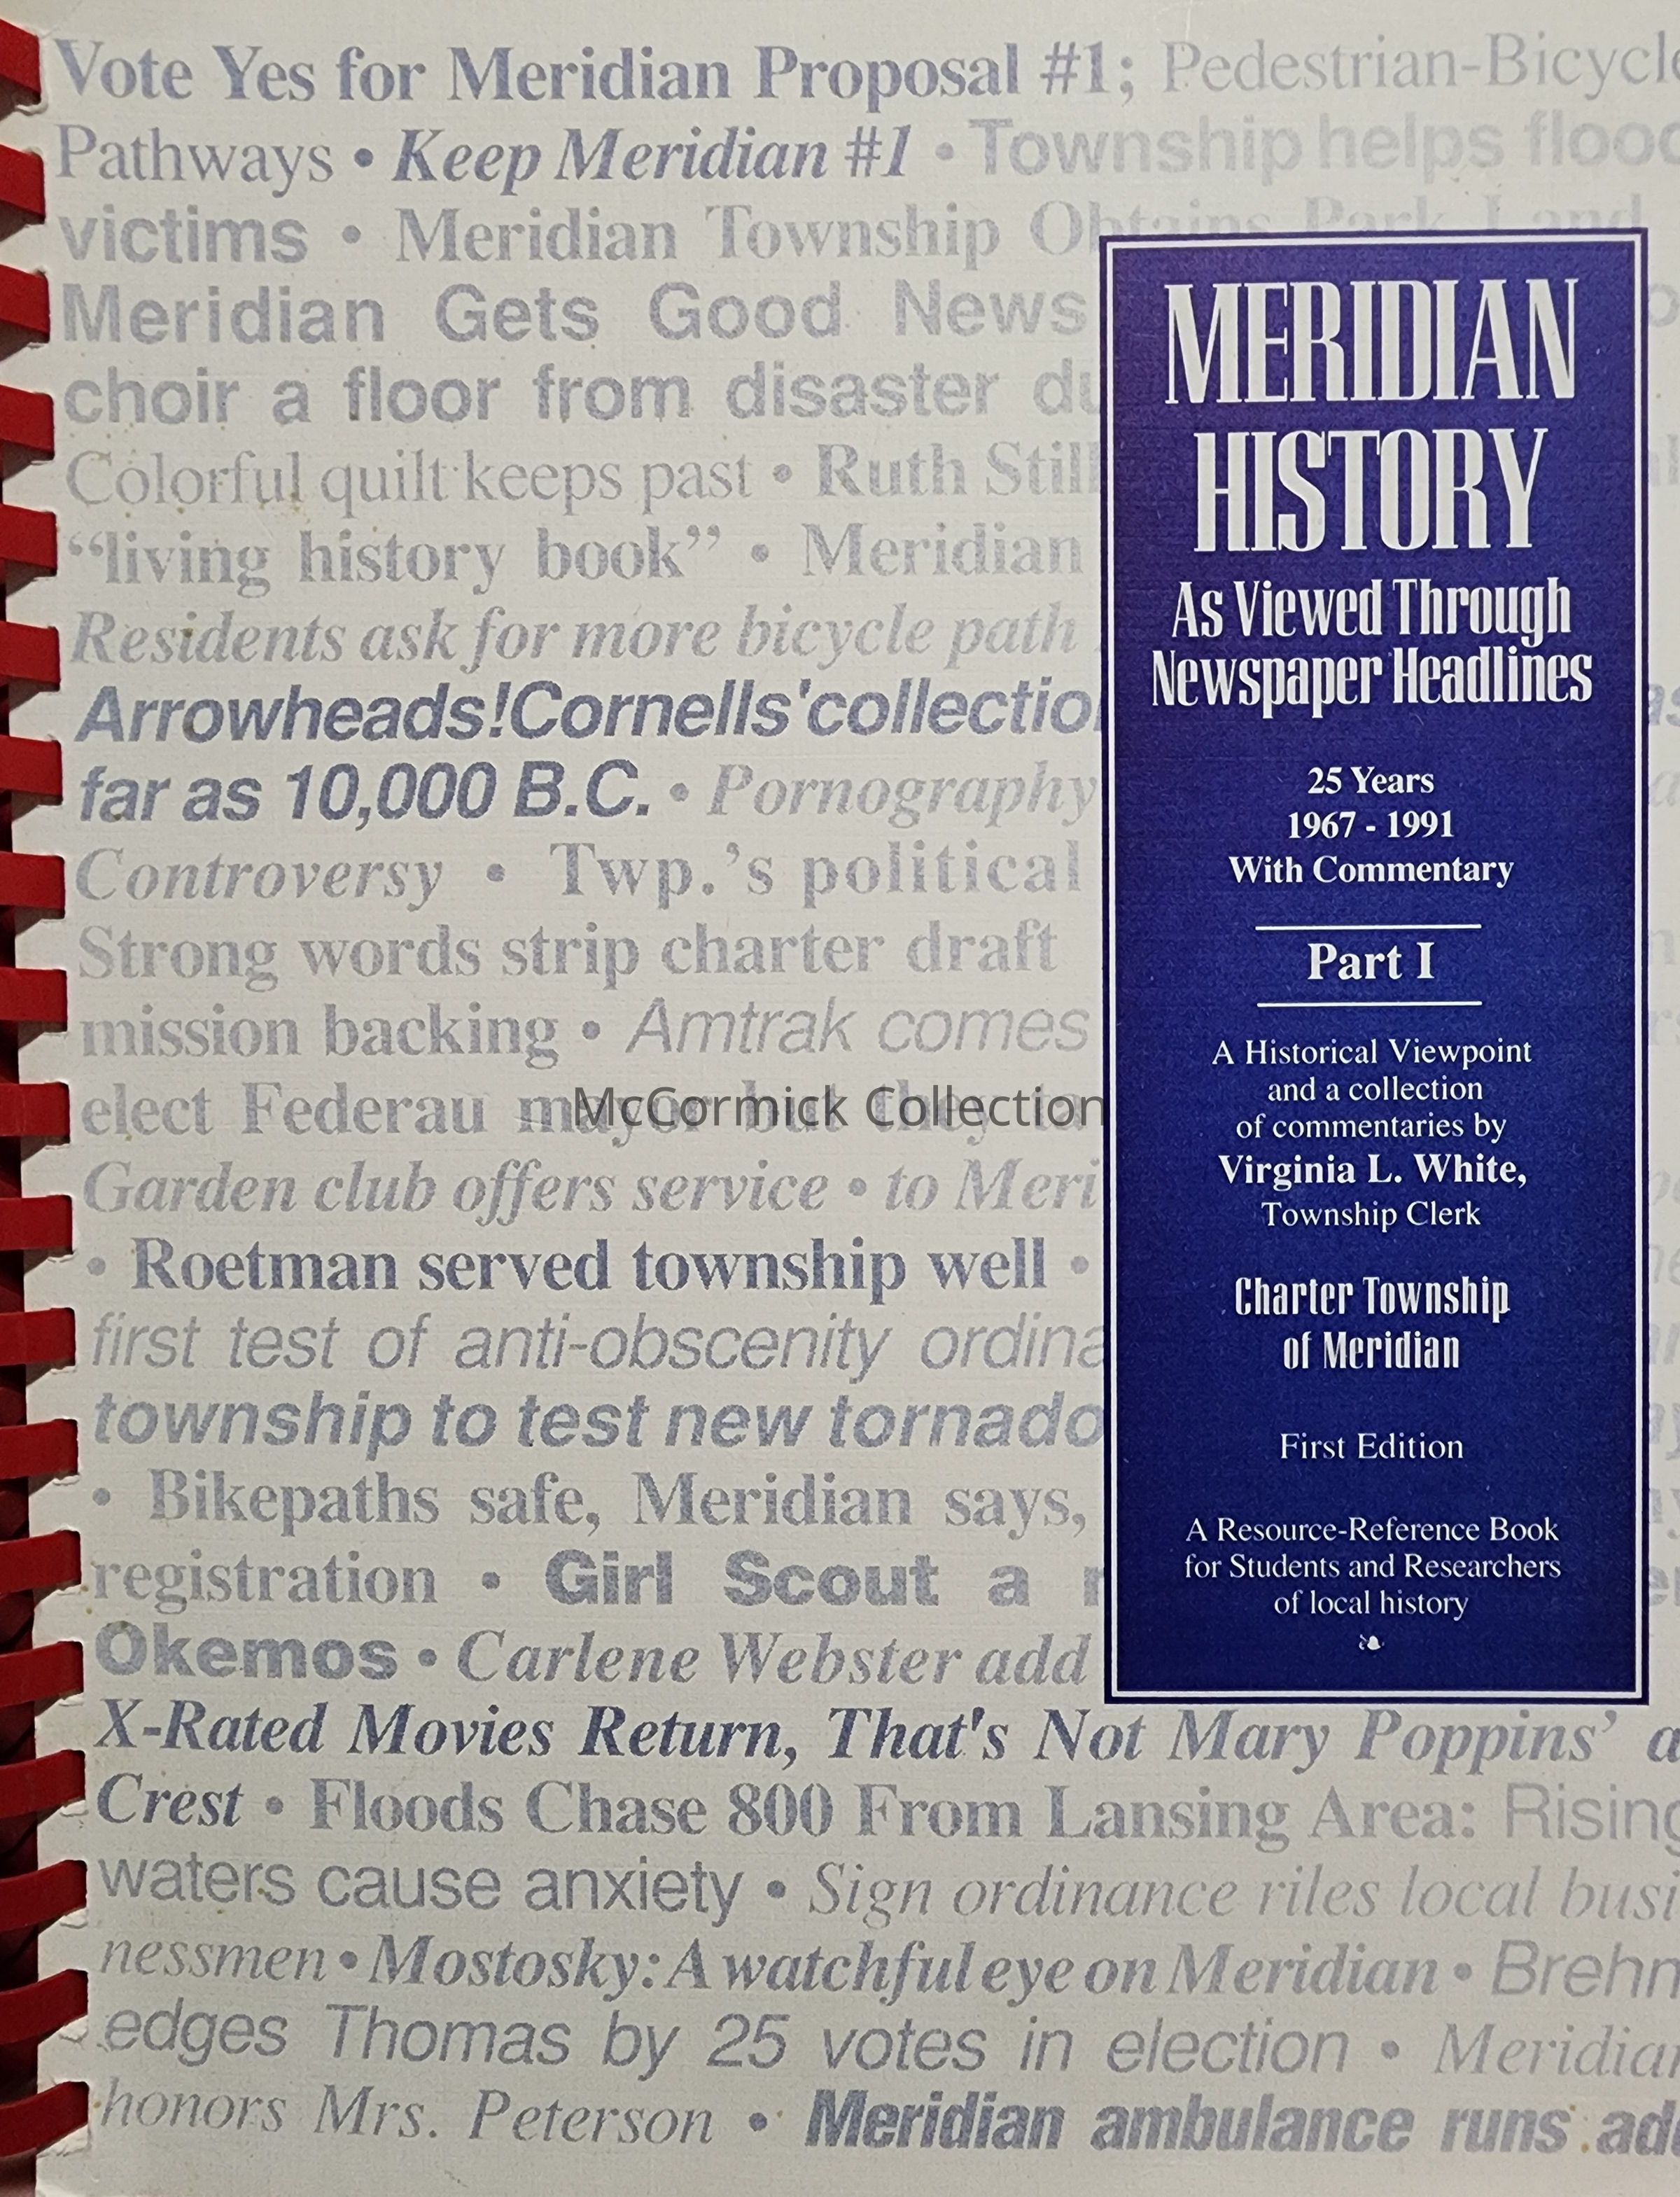 Vote Yes for Meridian Proposal #1; Pedestrian-Bicycle
Pathways • Keep Meridian #1 • Township helps flood
victims • Meridian Township Obtains Park Land
Meridian Gets Good News
choir a floor from disaster du
Colorful quilt keeps past • Ruth Still
“living history book” • Meridian
Residents ask for more bicycle path
Arrowheads!Cornells'collectio
far as 10,000 B.C. • Pornography
Controversy • Twp.’s political
Strong words strip charter draft
mission backing • Amtrak comes
elect Federau mayor but they
McCormick Collection
Garden club offers service • to Meri
• Roetman served township well •
first test of anti-obscenity ordina
township to test new tornado
• Bikepaths safe, Meridian says,
registration • Girl Scout a
Okemos • Carlene Webster add
X-Rated Movies Return, That's Not Mary Poppins’ a
Crest • Floods Chase 800 From Lansing Area: Rising
waters cause anxiety • Sign ordinance riles local busi
nessmen • Mostosky: A watchful eye on Meridian • Brehm
edges Thomas by 25 votes in election • Meridian
honors Mrs. Peterson • Meridian ambulance runs add
MERIDIAN
HISTORY
As Viewed Through
Newspaper Headlines
25 Years
1967 - 1991
With Commentary
Part I
A Historical Viewpoint
and a collection
of commentaries by
Virginia L. White,
Township Clerk
Charter Township
of Meridian
First Edition
A Resource-Reference Book
for Students and Researchers
of local history